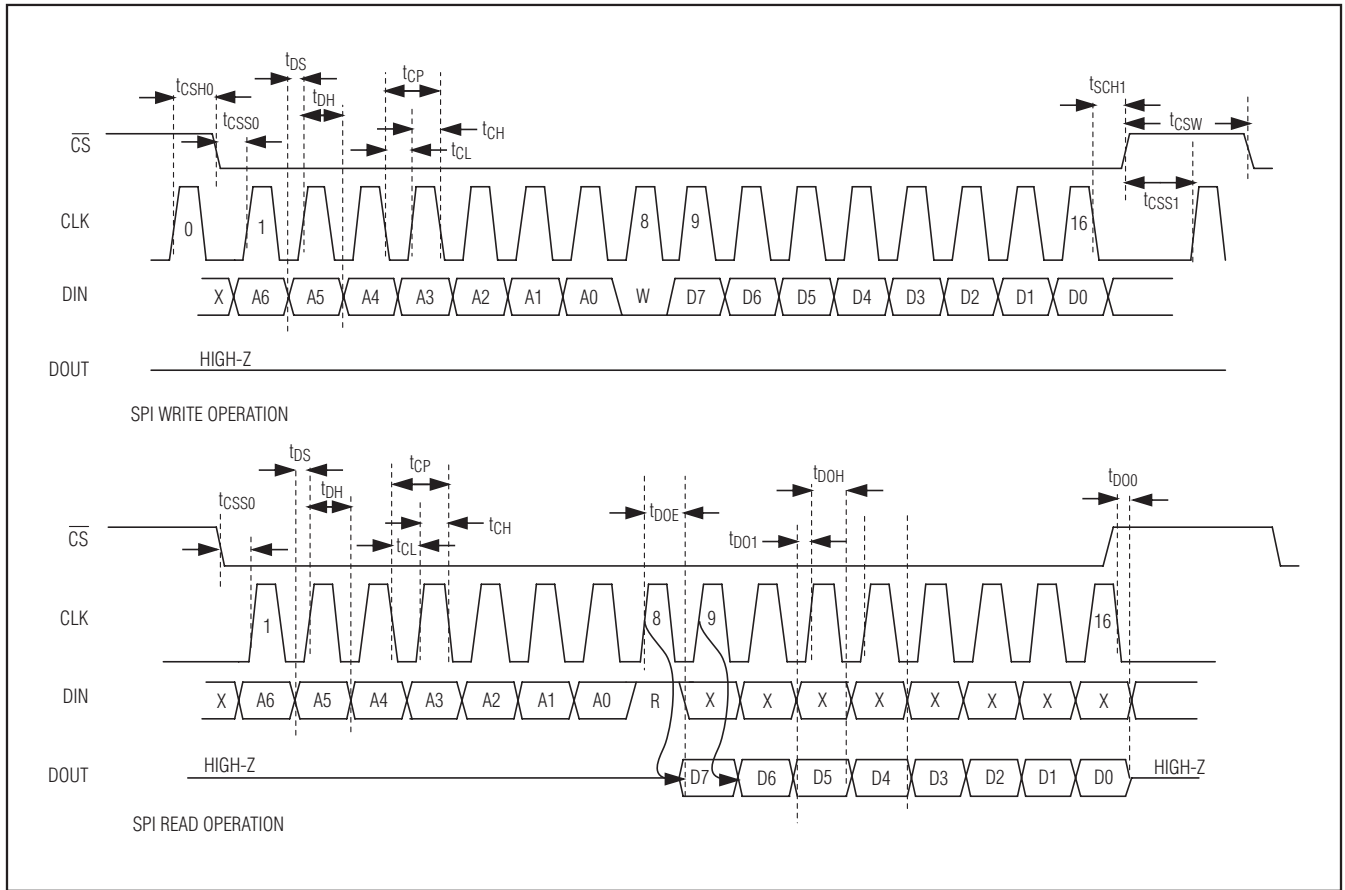 tDS
tCP
tSCH1
tCSH0
tDH
tCSW
tCSS0
tCH
tCL
CS
tCSS1
CLK
0 1 8 9 16
DIN
X A6 A5 A4 A3 A2 A1 A0 W D7 D6 D5 D4 D3 D2 D1 D0
DOUT
HIGH-Z
SPI WRITE OPERATION
tDS
tCP
tDOH
tDO0
tCSS0
tDH
tDOE
tCH
tCL
tDO1
CS
CLK
1 8 9 16
DIN
X A6 A5 A4 A3 A2 A1 A0 R X X X X X X X X
DOUT
HIGH-Z
D7 D6 D5 D4 D3 D2 D1 D0
HIGH-Z
SPI READ OPERATION